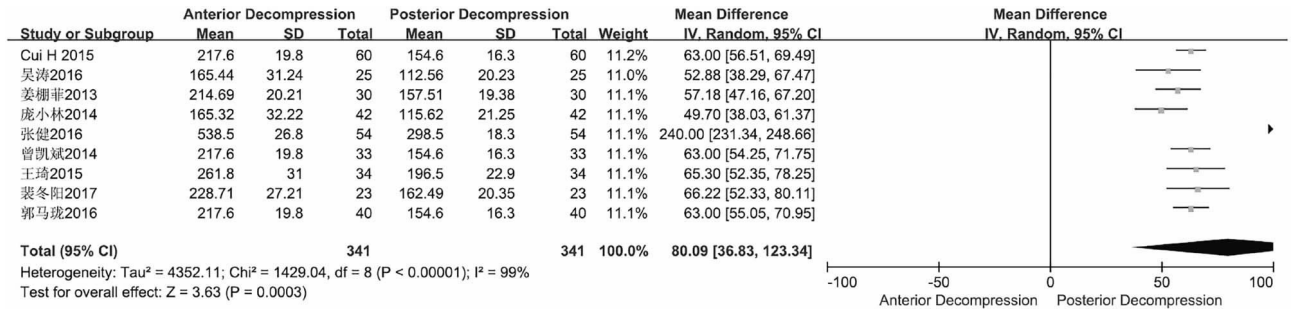 Anterior Decompression Posterior Decompression Mean Difference Mean Difference
Study or Subgroup Mean SD Total Mean SD Total Weight IV, Random, 95% CI IV, Random, 95% CI
Cui H 2015 217.6 19.8 60 154.6 16.3 60 11.2% 63.00 [56.51, 69.49]
吴涛2016 165.44 31.24 25 112.56 20.23 25 11.0% 52.88 [38.29, 67.47]
姜棚菲2013 214.69 20.21 30 157.51 19.38 30 11.1% 57.18 [47.16, 67.20]
庞小林2014 165.32 32.22 42 115.62 21.25 42 11.1% 49.70 [38.03, 61.37]
张健2016 538.5 26.8 54 298.5 18.3 54 11.1% 240.00 [231.34, 248.66]
曾凯斌2014 217.6 19.8 33 154.6 16.3 33 11.1% 63.00 [54.25, 71.75]
王琦2015 261.8 31 34 196.5 22.9 34 11.1% 65.30 [52.35, 78.25]
裴冬阳2017 228.71 27.21 23 162.49 20.35 23 11.1% 66.22 [52.33, 80.11]
郭马珑2016 217.6 19.8 40 154.6 16.3 40 11.1% 63.00 [55.05, 70.95]
Total (95% CI) 341 341 100.0% 80.09 [36.83, 123.34]
Heterogeneity: Tau² = 4352.11; Chi² = 1429.04, df = 8 (P < 0.00001); I² = 99%
Test for overall effect: Z = 3.63 (P = 0.0003)
-100 -50 0 50 100
Anterior Decompression Posterior Decompression